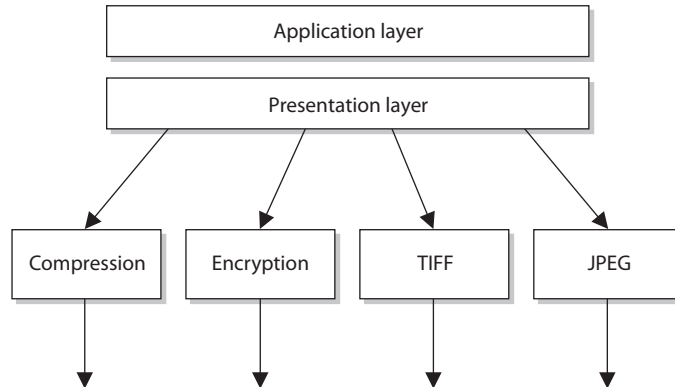 Application layer
Presentation layer
Compression
Encryption
TIFF
JPEG